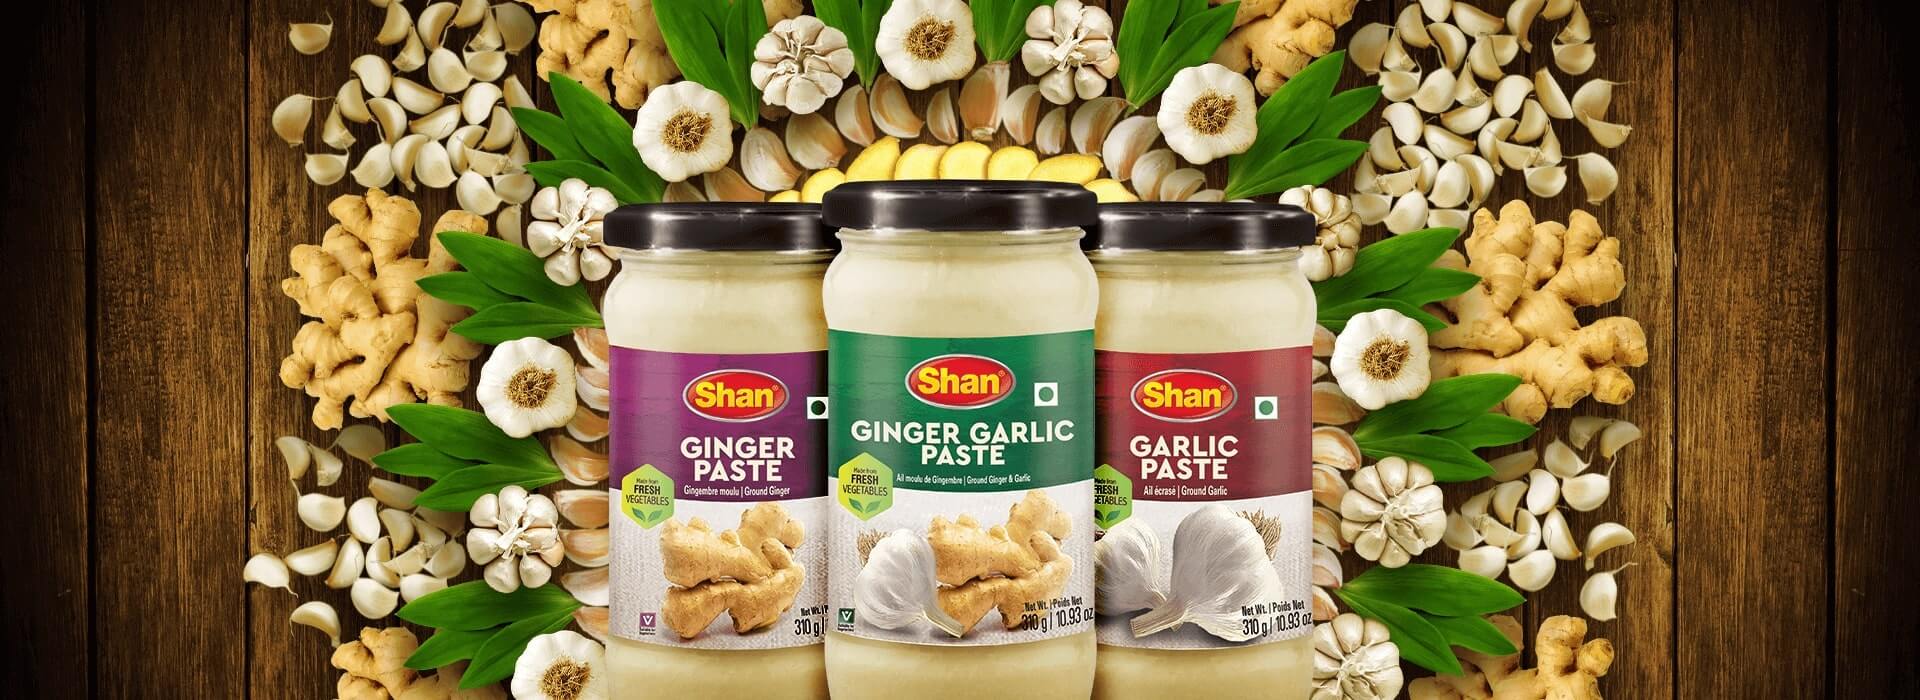 Shan®
GINGER
PASTE
Gingembre moulu | Ground Ginger
Made from
FRESH
VEGETABLES
Net Wt. |
310 g |
Shan®
GINGER GARLIC
PASTE
Ail moulu de Gingembre | Ground Ginger & Garlic
Made from
FRESH
VEGETABLES
Net Wt. | Poids Net
310 g | 10.93 oz
Shan®
GARLIC
PASTE
Ail écrasé | Ground Garlic
Made from
FRESH
Net Wt. | Poids Net
310 g | 10.93 oz